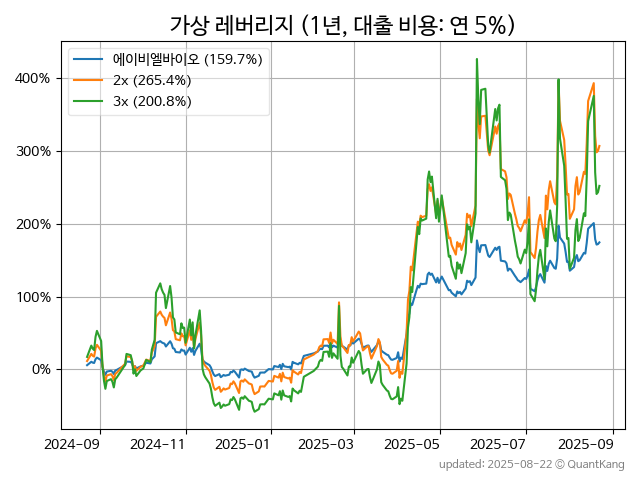 가상 레버리지 (1년, 대출 비용: 연 5%)
에이비엘바이오 (159.7%)
2x (265.4%)
3x (200.8%)
400%
300%
200%
100%
0%
2024-09
2024-11
2025-01
2025-03
2025-05
2025-07
2025-09
updated: 2025-08-22 © QuantKang